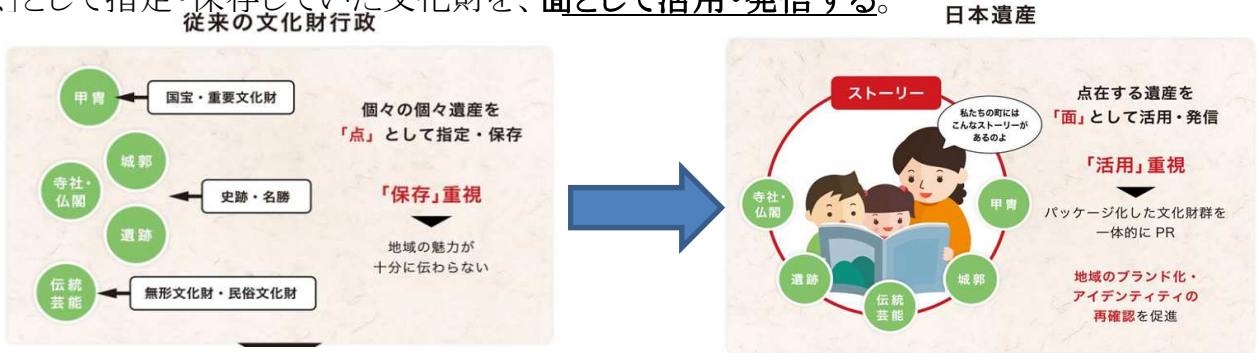 として指定・保存していた文化財を、面として活用・発信する。
従来の文化財行政
甲冑
国宝・重要文化財
城郭
寺社・
仏閣
史跡・名勝
遺跡
伝統
芸能
無形文化財・民俗文化財
個々の個々遺産を
「点」として指定・保存
「保存」重視
地域の魅力が
十分に伝わらない
日本遺産
ストーリー
私たちの町には
こんなストーリーが
あるのよ
寺社・
仏閣
甲冑
遺跡
城郭
伝統
芸能
点在する遺産を
「面」として活用・発信
「活用」重視
パッケージ化した文化財群を
一体的に PR
地域のブランド化・
アイデンティティの
再確認を促進